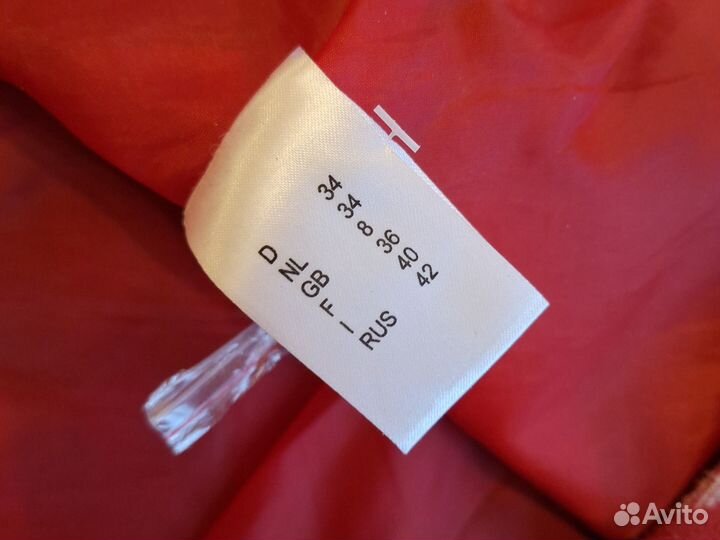 D 34
NL 34
GB 8
F 36
I 40
RUS 42
Avito